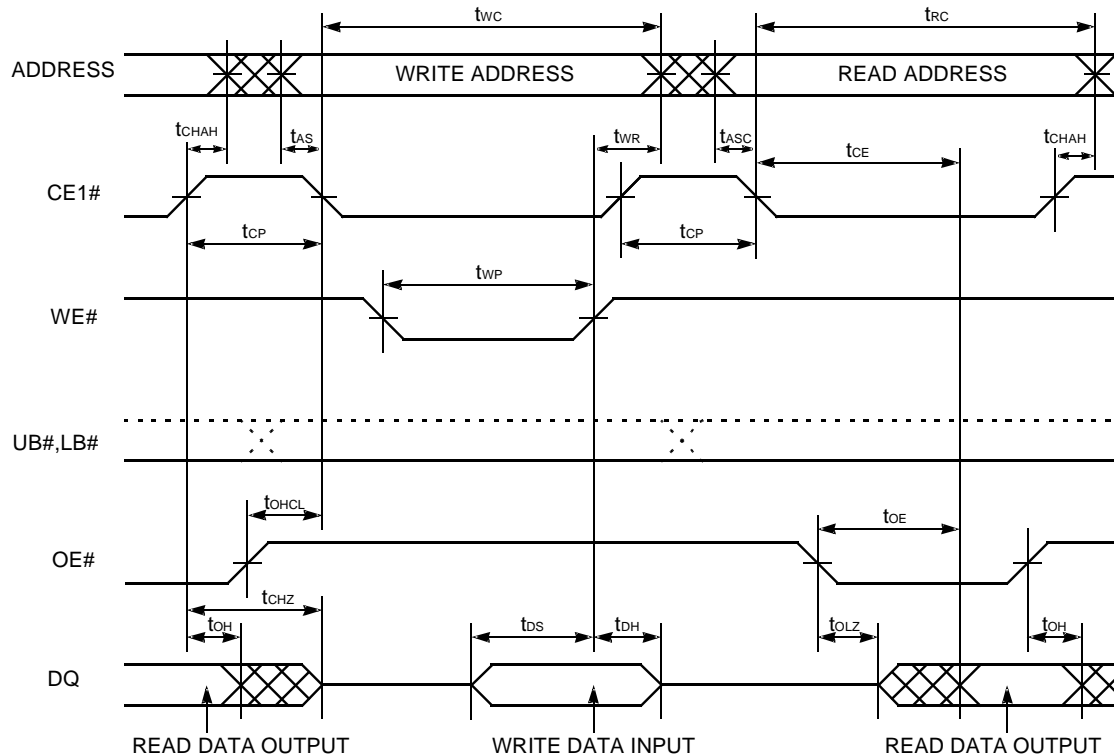 tWC tRC
ADDRESS WRITE ADDRESS READ ADDRESS
tCHAH tAS tWR tASC tCE tCHAH
CE1#
tCP tCP
tWP
WE#
UB#,LB#
tOHCL tOE
OE#
tCHZ
tOH tDS tDH tOLZ tOH
DQ
READ DATA OUTPUT WRITE DATA INPUT READ DATA OUTPUT